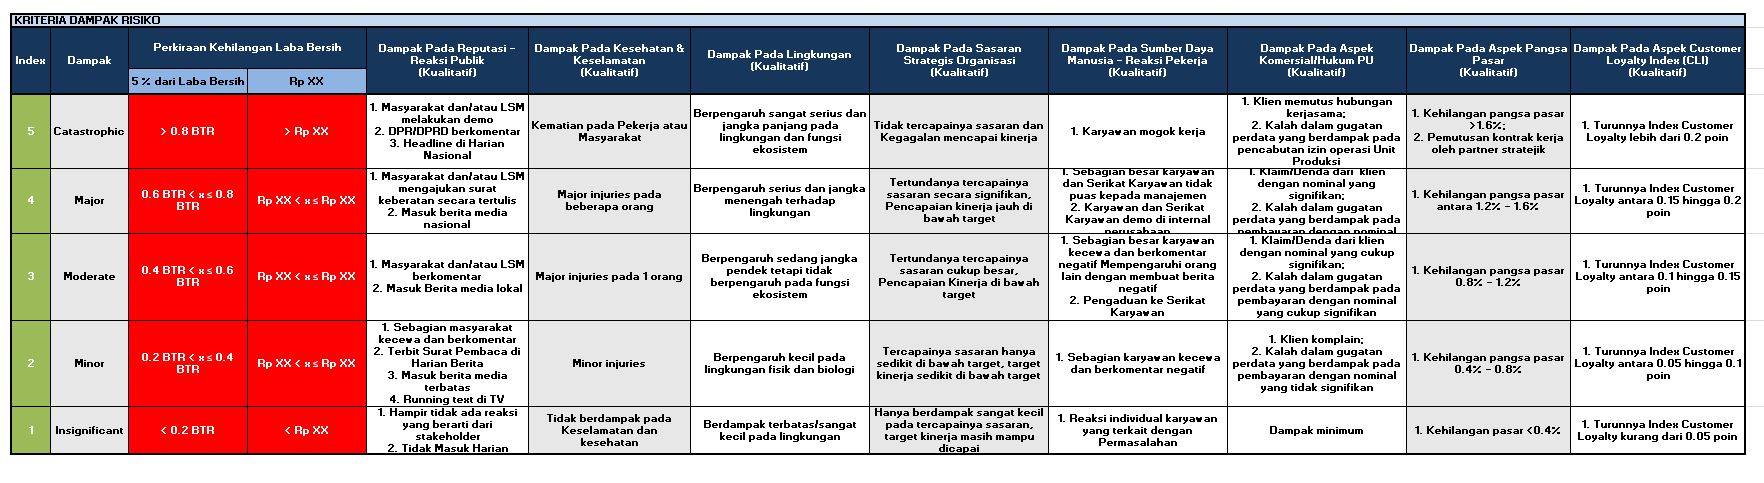 KRITERIA DAMPAK RISIKO
Index
Dampak
Perkiraan Kehilangan Laba Bersih
5 % dari Laba Bersih
Rp XX
Dampak Pada Reputasi -
Reaksi Publik
(Kualitatif)
Dampak Pada Kesehatan &
Keselamatan
(Kualitatif)
Dampak Pada Lingkungan
(Kualitatif)
Dampak Pada Sasaran
Strategis Organisasi
(Kualitatif)
Dampak Pada Sumber Daya
Manusia - Reaksi Pekerja
(Kualitatif)
Dampak Pada Aspek
Komersial/Hukum PU
(Kualitatif)
Dampak Pada Aspek Pangsa
Pasar
(Kualitatif)
Dampak Pada Aspek Customer
Loyalty Index (CLI)
(Kualitatif)
5
Catastrophic
> 0.8 BTR
> Rp XX
1. Masyarakat dan/atau LSM
melakukan demo
2. DPR/DPRD berkomentar
3. Headline di Harian
Nasional
Kematian pada Pekerja atau
Masyarakat
Berpengaruh sangat serius dan
jangka panjang pada
lingkungan dan fungsi
ekosistem
Tidak tercapainya sasaran dan
Kegagalan mencapai kinerja
1. Karyawan mogok kerja
1. Klien memutus hubungan
kerjasama;
2. Kalah dalam gugatan
perdata yang berdampak pada
pencabutan izin operasi Unit
Produksi
1. Kehilangan pangsa pasar
>1.6%;
2. Pemutusan kontrak kerja
oleh partner stratejik
1. Turunnya Index Customer
Loyalty lebih dari 0.2 poin
4
Major
0.6 BTR < x ≤ 0.8
BTR
Rp XX < x ≤ Rp XX
1. Masyarakat dan/atau LSM
mengajukan surat
keberatan secara tertulis
2. Masuk berita media
nasional
Major injuries pada
beberapa orang
Berpengaruh serius dan jangka
menengah terhadap
lingkungan
Tertundanya tercapainya
sasaran secara signifikan,
Pencapaian kinerja jauh di
bawah target
1. Sebagian besar karyawan
dan Serikat Karyawan tidak
puas kepada manajemen
2. Karyawan dan Serikat
Karyawan demo di internal
perusahaan
1. Klaim/Denda dari klien
dengan nominal yang
signifikan;
2. Kalah dalam gugatan
perdata yang berdampak pada
pembayaran dengan nominal
1. Kehilangan pangsa pasar
antara 1.2% - 1.6%
1. Turunnya Index Customer
Loyalty antara 0.15 hingga 0.2
poin
3
Moderate
0.4 BTR < x ≤ 0.6
BTR
Rp XX < x ≤ Rp XX
1. Masyarakat dan/atau LSM
berkomentar
2. Masuk Berita media lokal
Major injuries pada 1 orang
Berpengaruh sedang jangka
pendek tetapi tidak
berpengaruh pada fungsi
ekosistem
Tertundanya tercapainya
sasaran cukup besar,
Pencapaian Kinerja di bawah
target
1. Sebagian besar karyawan
kecewa dan berkomentar
negatif Mempengaruhi orang
lain dengan membuat berita
negatif
2. Pengaduan ke Serikat
Karyawan
1. Klaim/Denda dari klien
dengan nominal yang cukup
signifikan;
2. Kalah dalam gugatan
perdata yang berdampak pada
pembayaran dengan nominal
yang cukup signifikan
1. Kehilangan pangsa pasar
0.8% - 1.2%
1. Turunnya Index Customer
Loyalty antara 0.1 hingga 0.15
poin
2
Minor
0.2 BTR < x ≤ 0.4
BTR
Rp XX < x ≤ Rp XX
1. Sebagian masyarakat
kecewa dan berkomentar
2. Terbit Surat Pembaca di
Harian Berita
3. Masuk berita media
terbatas
4. Running text di TV
Minor injuries
Berpengaruh kecil pada
lingkungan fisik dan biologi
Tercapainya sasaran hanya
sedikit di bawah target, target
kinerja sedikit di bawah target
1. Sebagian karyawan kecewa
dan berkomentar negatif
1. Klien komplain;
2. Kalah dalam gugatan
perdata yang berdampak pada
pembayaran dengan nominal
yang tidak signifikan
1. Kehilangan pangsa pasar
0.4% - 0.8%
1. Turunnya Index Customer
Loyalty antara 0.05 hingga 0.1
poin
1
Insignificant
< 0.2 BTR
< Rp XX
1. Hampir tidak ada reaksi
yang berarti dari
stakeholder
2. Tidak Masuk Harian
Tidak berdampak pada
Keselamatan dan
kesehatan
Berdampak terbatas/sangat
kecil pada lingkungan
Hanya berdampak sangat kecil
pada tercapainya sasaran,
target kinerja masih mampu
dicapai
1. Reaksi individual karyawan
yang terkait dengan
Permasalahan
Dampak minimum
1. Kehilangan pasar <0.4%
1. Turunnya Index Customer
Loyalty kurang dari 0.05 poin